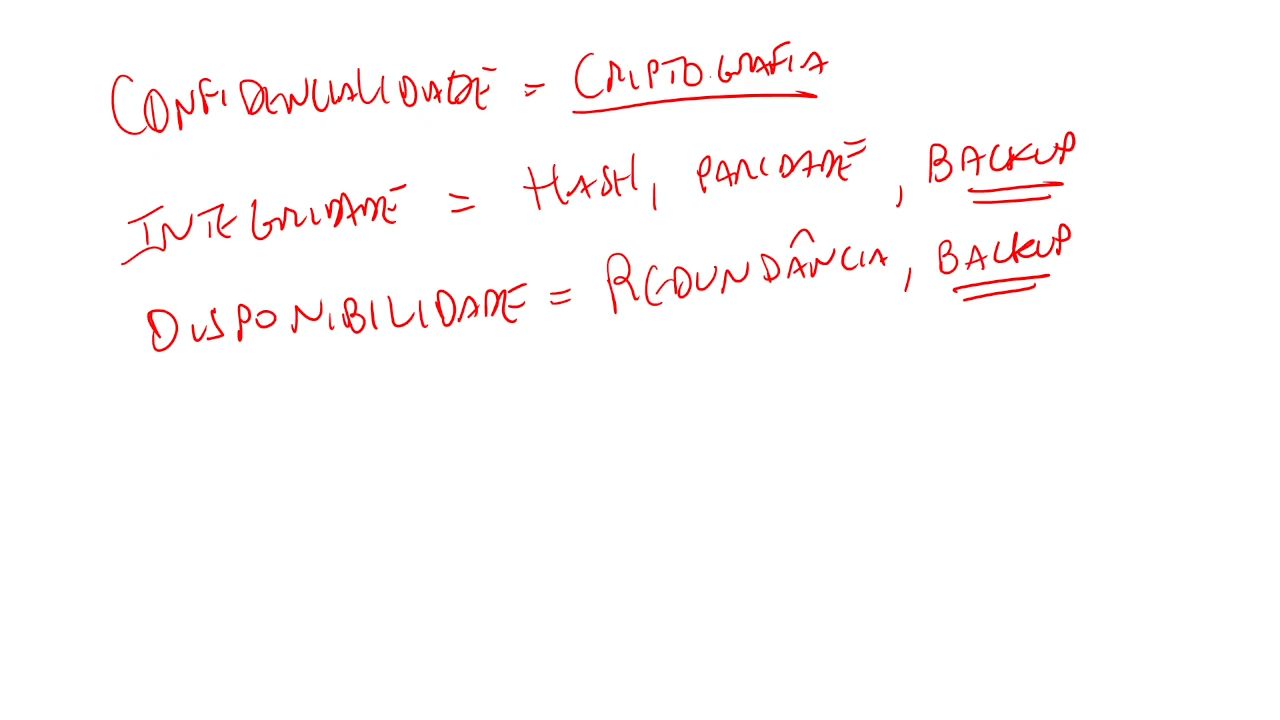 CONFIDENCIALIDADE = CRIPTOGRAFIA
INTEGRIDADE = HASH, PARIDADE, BACKUP
DISPONIBILIDADE = REDUNDÂNCIA, BACKUP